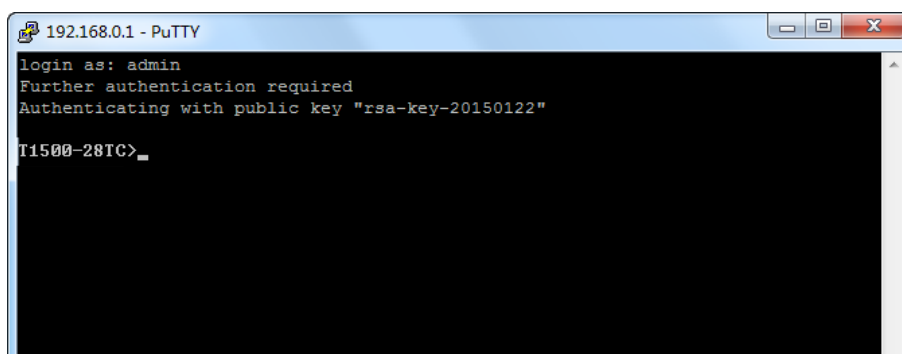 192.168.0.1 - PuTTY
login as: admin
Further authentication required
Authenticating with public key "rsa-key-20150122"
T1500-28TC>